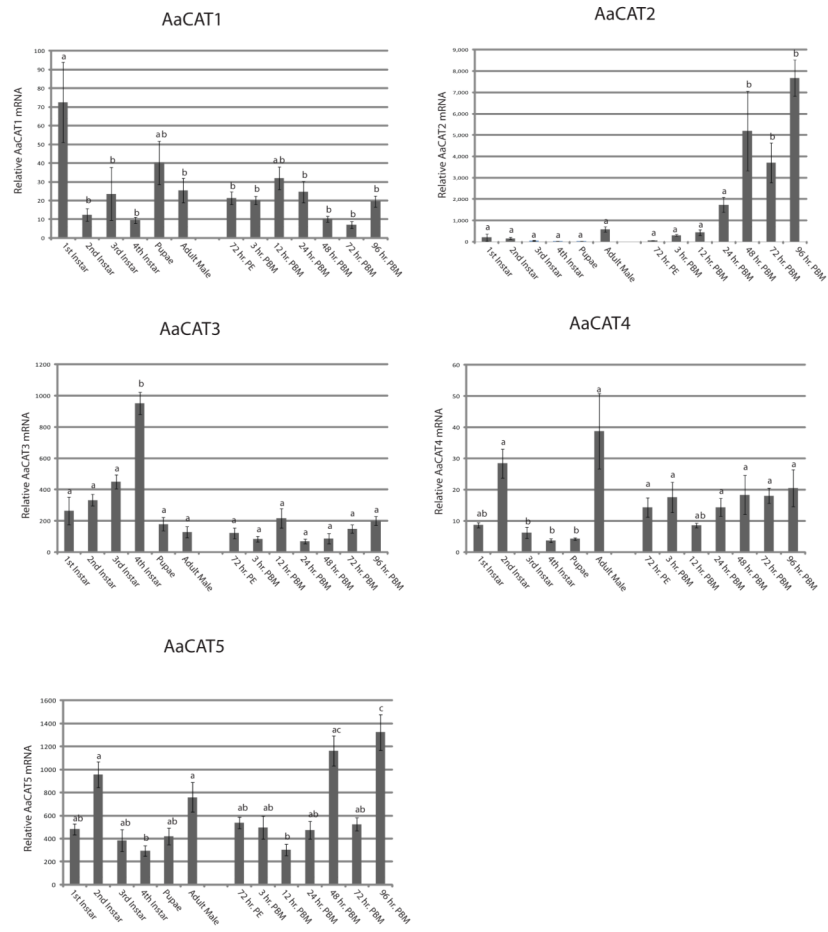 AaCAT1
Relative AaCAT1 mRNA
100
90
80
70
60
50
40
30
20
10
0
a
b
b
b
ab
b
b
b
ab
b
b
b
b
1st Instar
2nd Instar
3rd Instar
4th Instar
Pupae
Adult Male
72 hr. PE
3 hr. PBM
12 hr. PBM
24 hr. PBM
48 hr. PBM
72 hr. PBM
96 hr. PBM
AaCAT2
Relative AaCAT2 mRNA
9,000
8,000
7,000
6,000
5,000
4,000
3,000
2,000
1,000
0
a
a
a
a
a
a
a
a
a
a
b
b
b
1st Instar
2nd Instar
3rd Instar
4th Instar
Pupae
Adult Male
72 hr. PE
3 hr. PBM
12 hr. PBM
24 hr. PBM
48 hr. PBM
72 hr. PBM
96 hr. PBM
AaCAT3
Relative AaCAT3 mRNA
1200
1000
800
600
400
200
0
a
a
a
b
a
a
a
a
a
a
a
a
a
1st Instar
2nd Instar
3rd Instar
4th Instar
Pupae
Adult Male
72 hr. PE
3 hr. PBM
12 hr. PBM
24 hr. PBM
48 hr. PBM
72 hr. PBM
96 hr. PBM
AaCAT4
Relative AaCAT4 mRNA
60
50
40
30
20
10
0
ab
a
b
b
b
a
a
a
ab
a
a
a
a
1st Instar
2nd Instar
3rd Instar
4th Instar
Pupae
Adult Male
72 hr. PE
3 hr. PBM
12 hr. PBM
24 hr. PBM
48 hr. PBM
72 hr. PBM
96 hr. PBM
AaCAT5
Relative AaCAT5 mRNA
1600
1400
1200
1000
800
600
400
200
0
ab
a
ab
b
ab
a
ab
ab
b
ab
ac
ab
c
1st Instar
2nd Instar
3rd Instar
4th Instar
Pupae
Adult Male
72 hr. PE
3 hr. PBM
12 hr. PBM
24 hr. PBM
48 hr. PBM
72 hr. PBM
96 hr. PBM